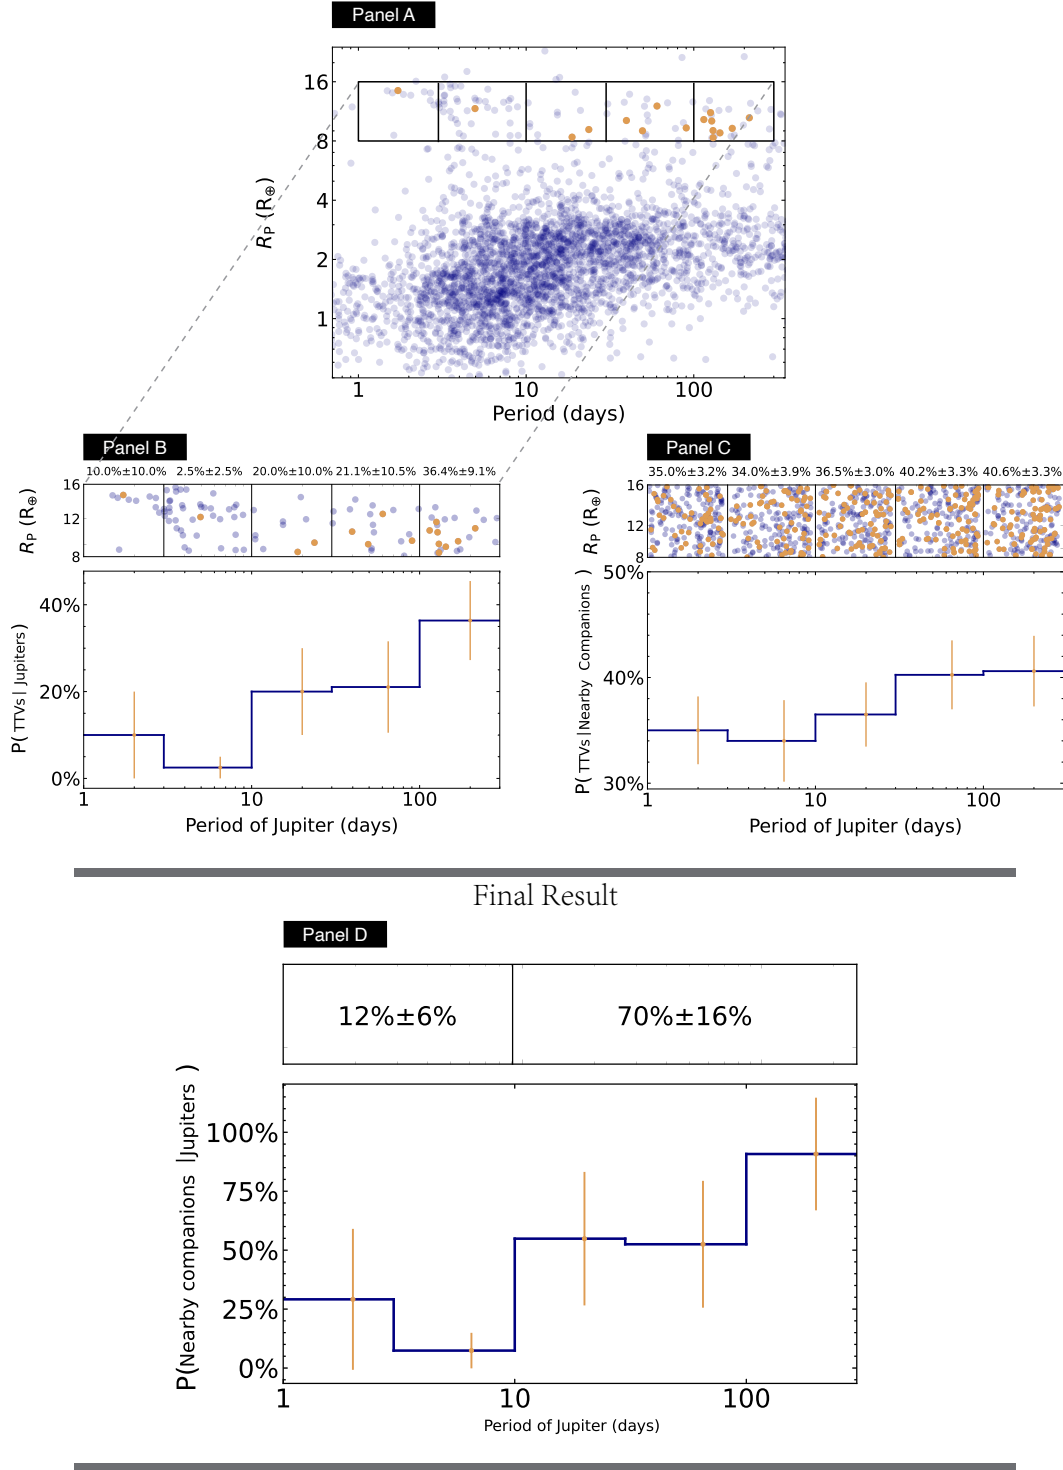 Panel A
16
8
4
2
1
R_P (R⊕)
1 10 100
Period (days)
Panel B
10.0%±10.0% 2.5%±2.5% 20.0%±10.0% 21.1%±10.5% 36.4%±9.1%
16
12
8
R_P (R⊕)
40%
20%
0%
P( TTVs | Jupiters)
1 10 100
Period of Jupiter (days)
Panel C
35.0%±3.2% 34.0%±3.9% 36.5%±3.0% 40.2%±3.3% 40.6%±3.3%
16
12
8
R_P (R⊕)
50%
40%
30%
P( TTVs |Nearby Companions )
1 10 100
Period of Jupiter (days)
Final Result
Panel D
12%±6% 70%±16%
100%
75%
50%
25%
0%
P(Nearby companions |Jupiters )
1 10 100
Period of Jupiter (days)